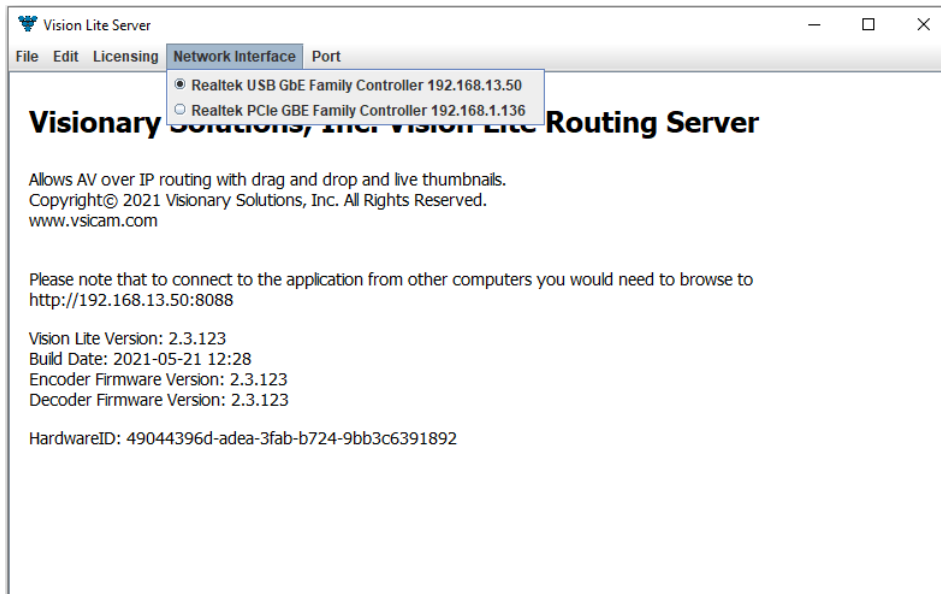 Vision Lite Server
File Edit Licensing Network Interface Port
Realtek USB GbE Family Controller 192.168.13.50
Realtek PCIe GBE Family Controller 192.168.1.136
Visionary Solutions, Inc. Vision Lite Routing Server
Allows AV over IP routing with drag and drop and live thumbnails.
Copyright© 2021 Visionary Solutions, Inc. All Rights Reserved.
www.vsicam.com
Please note that to connect to the application from other computers you would need to browse to
http://192.168.13.50:8088
Vision Lite Version: 2.3.123
Build Date: 2021-05-21 12:28
Encoder Firmware Version: 2.3.123
Decoder Firmware Version: 2.3.123
HardwareID: 49044396d-adea-3fab-b724-9bb3c6391892